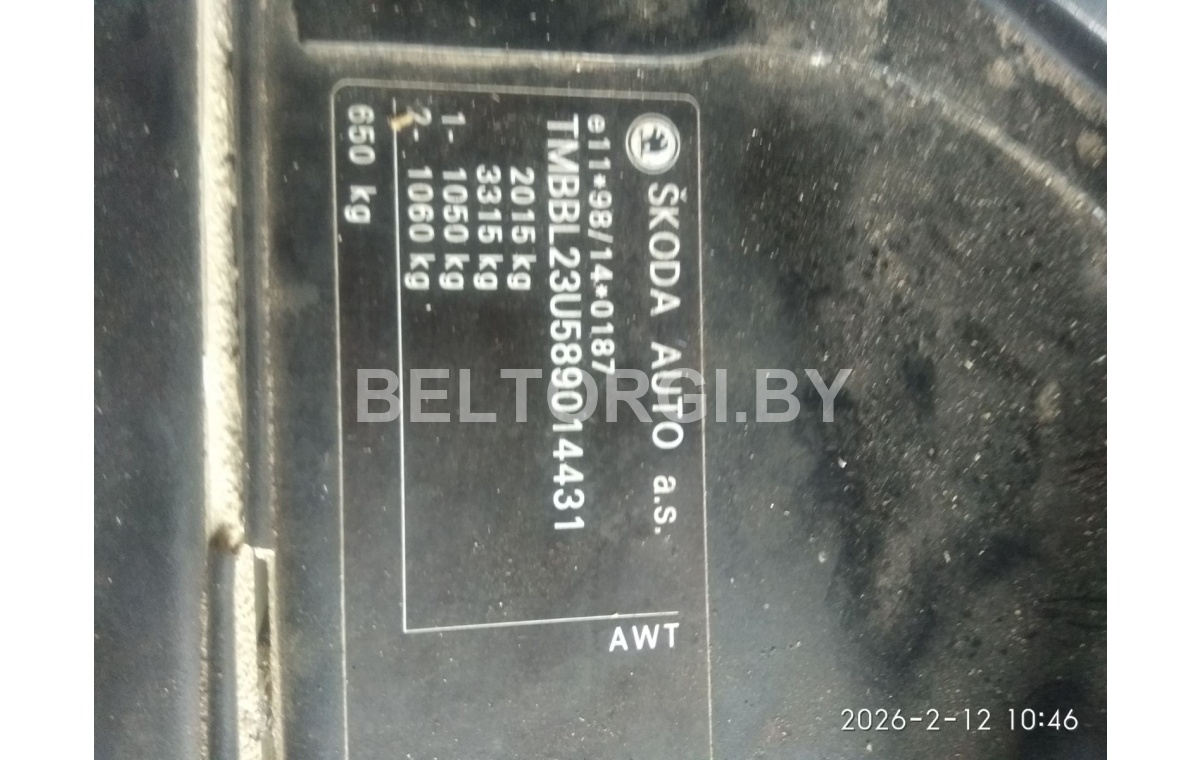 ŠKODA AUTO a.s.
e11*98/14*0187
TMBBL23U589014431
2015 kg
3315 kg
1- 1050 kg
2- 1060 kg
650 kg
AWT
BELTORGI.BY
2026-2-12 10:46